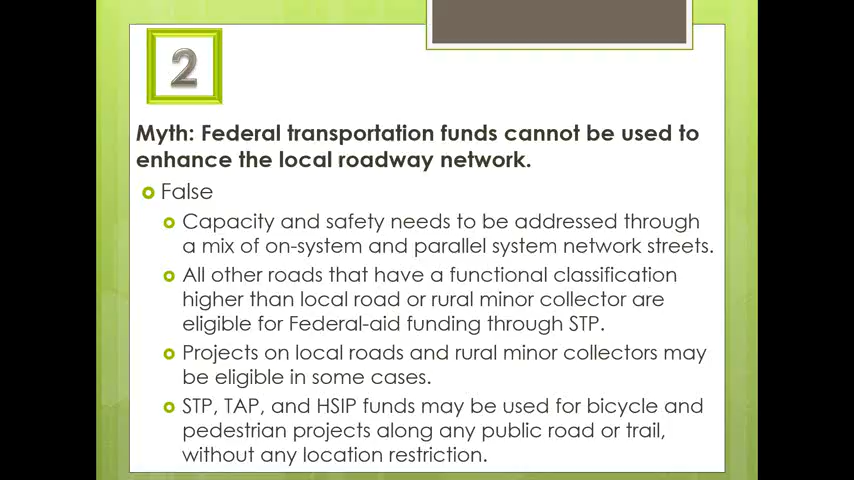 2
Myth: Federal transportation funds cannot be used to
enhance the local roadway network.
False
Capacity and safety needs to be addressed through
a mix of on-system and parallel system network streets.
All other roads that have a functional classification
higher than local road or rural minor collector are
eligible for Federal-aid funding through STP.
Projects on local roads and rural minor collectors may
be eligible in some cases.
STP, TAP, and HSIP funds may be used for bicycle and
pedestrian projects along any public road or trail,
without any location restriction.